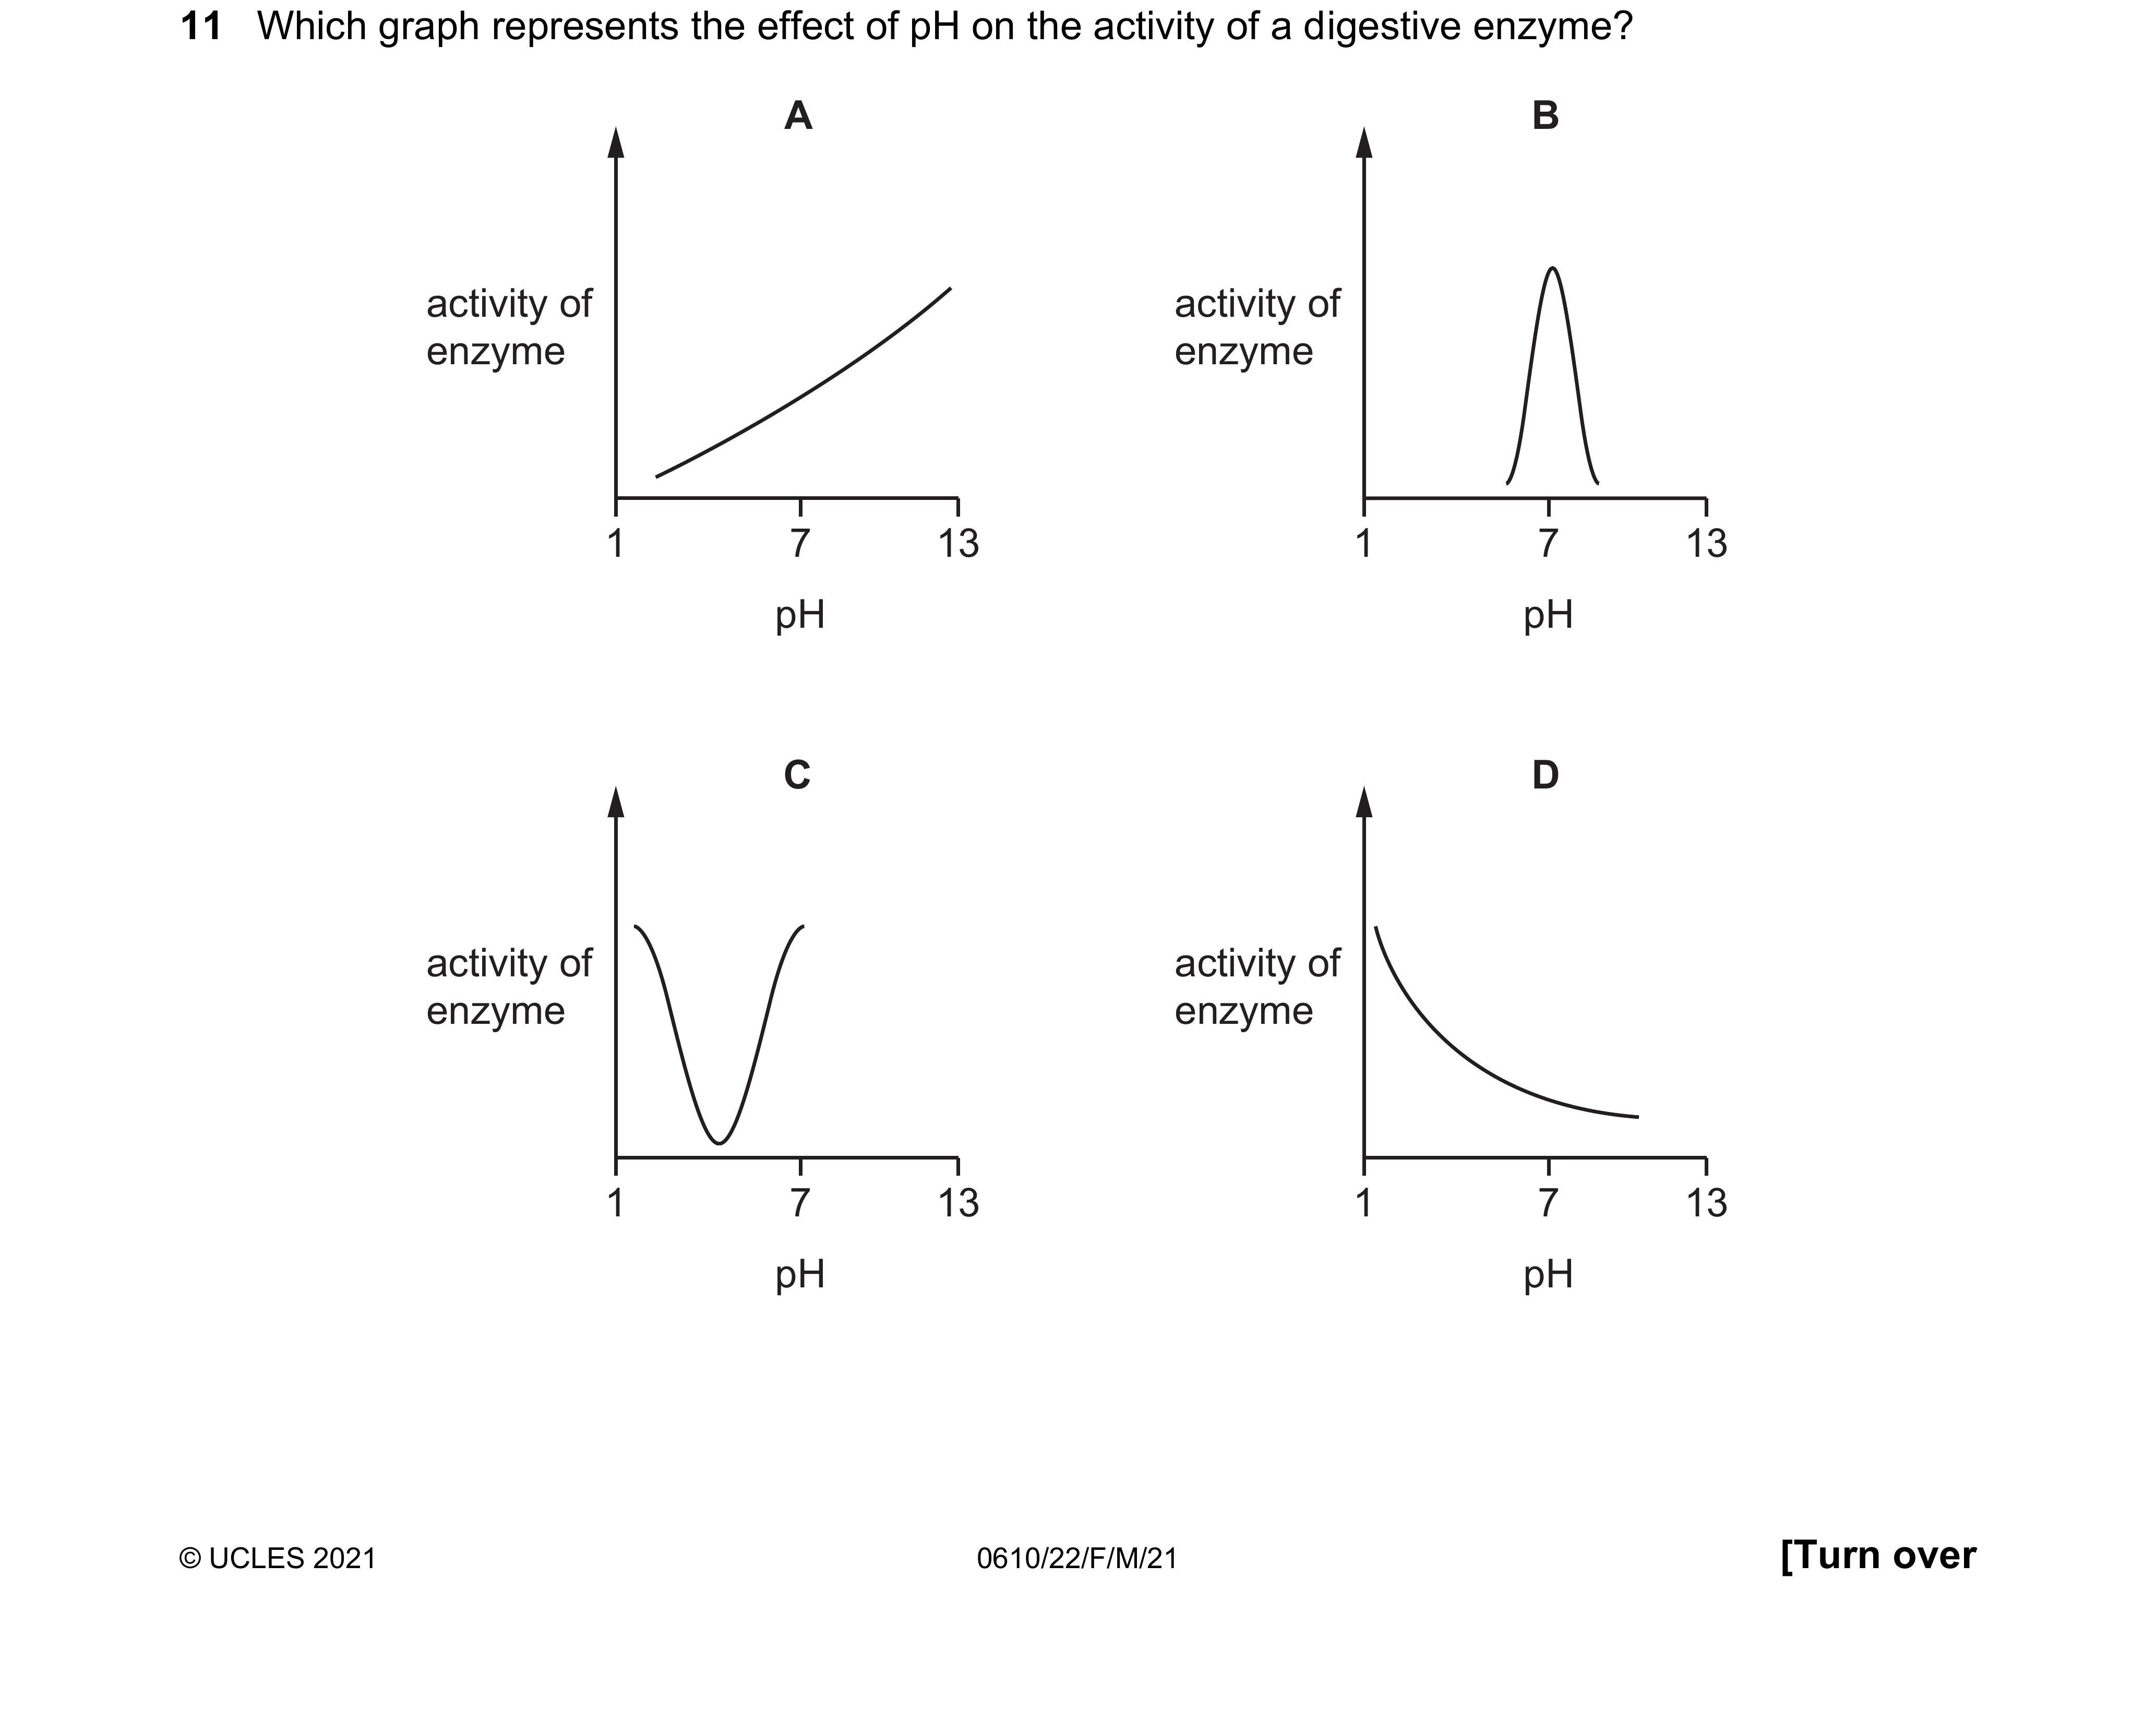 11 Which graph represents the effect of pH on the activity of a digestive enzyme?
A
activity of
enzyme
1 7 13
pH
B
activity of
enzyme
1 7 13
pH
C
activity of
enzyme
1 7 13
pH
D
activity of
enzyme
1 7 13
pH
© UCLES 2021 0610/22/F/M/21 [Turn over